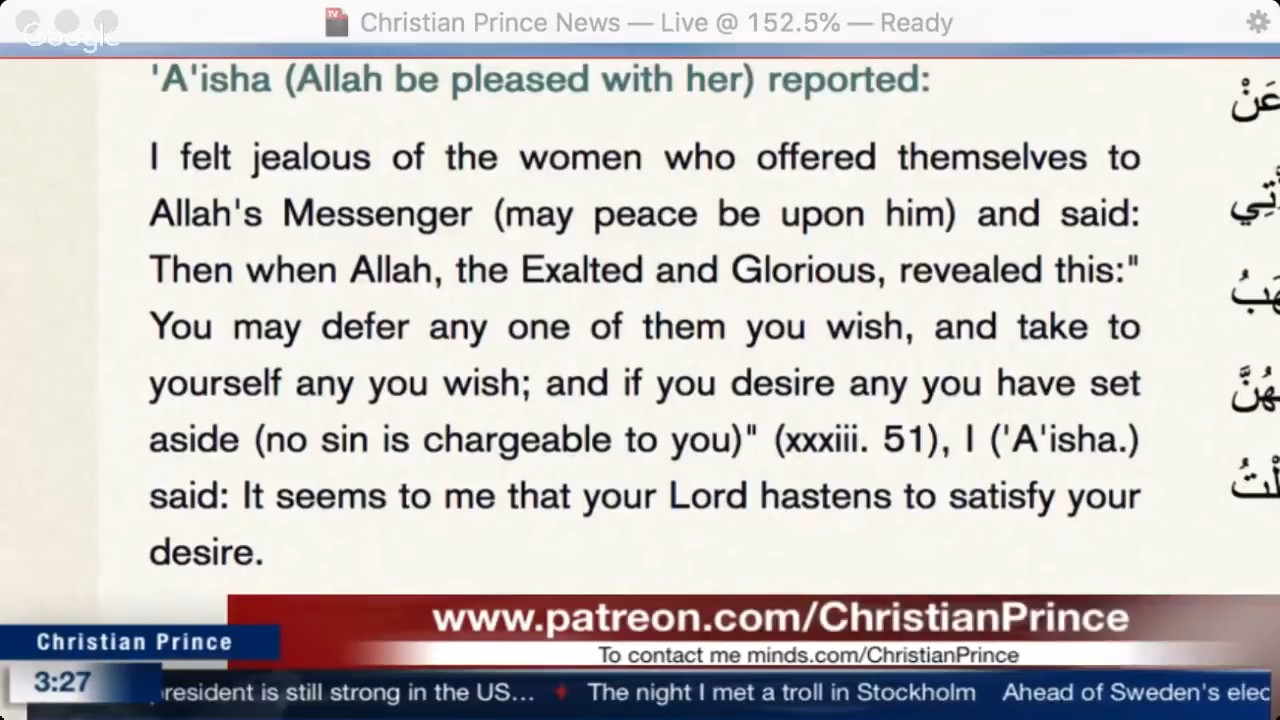 Christian Prince News — Live @ 152.5% — Ready
Google
'A'isha (Allah be pleased with her) reported:
I felt jealous of the women who offered themselves to
Allah's Messenger (may peace be upon him) and said:
Then when Allah, the Exalted and Glorious, revealed this:"
You may defer any one of them you wish, and take to
yourself any you wish; and if you desire any you have set
aside (no sin is chargeable to you)" (xxxiii. 51), I ('A'isha.)
said: It seems to me that your Lord hastens to satisfy your
desire.
عَنْ
www.patreon.com/ChristianPrince
To contact me minds.com/ChristianPrince
Christian Prince
3:27
president is still strong in the US... The night I met a troll in Stockholm Ahead of Sweden's elec